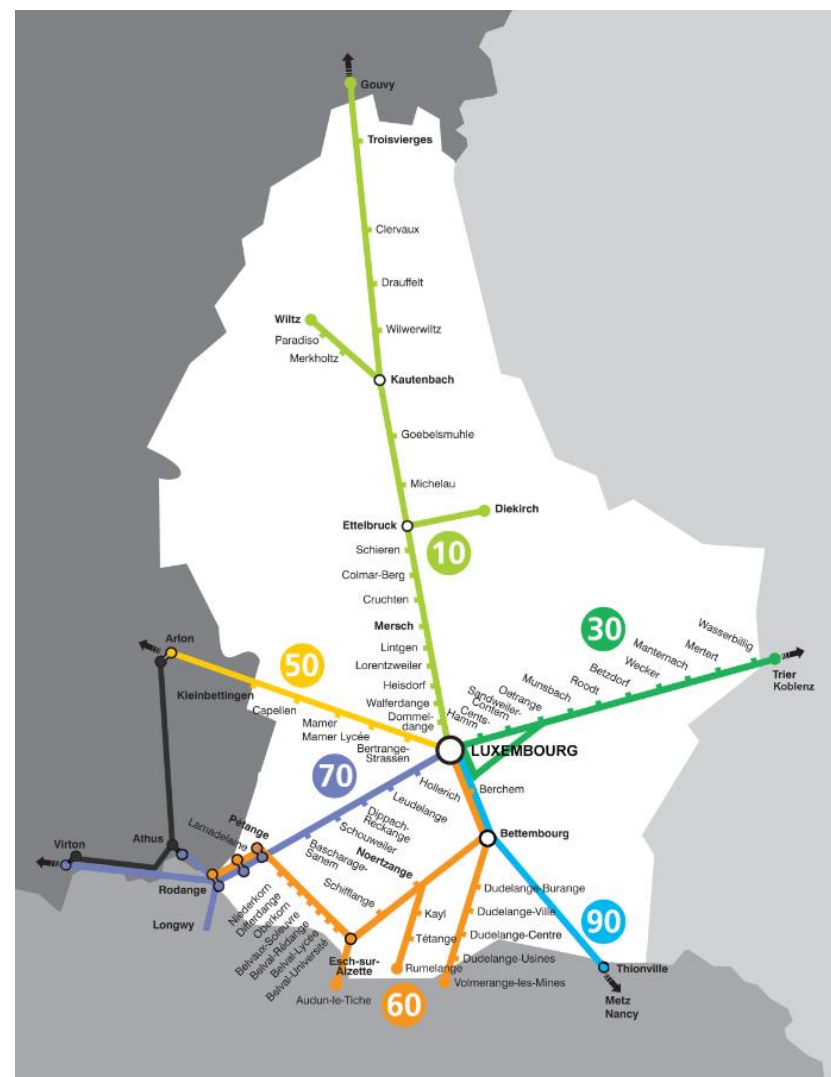 Gouvy
Troisvierges
Clervaux
Drauffelt
Wiltz
Paradiso
Merkholtz
Wilwerwiltz
Kautenbach
Goebelsmuhle
Michelau
Ettelbruck
Diekirch
10
Schieren
Colmar-Berg
Cruchten
Mersch
Lintgen
Lorentzweiler
Heisdorf
Walferdange
Dommel-
dange
30
Hamm
Cents-
Sandweiler-
Contern
Oetrange
Munsbach
Roodt
Betzdorf
Wecker
Manternach
Mertert
Wasserbillig
Trier
Koblenz
Arlon
50
Kleinbettingen
Capellen
Mamer
Mamer Lycée
Bertrange-
Strassen
LUXEMBOURG
70
Hollerich
Leudelange
Dippach-
Reckange
Schouweiler
Bascharage-
Sanem
Pétange
Lamadelaine
Athus
Virton
Rodange
Longwy
Berchem
Bettembourg
Noertzange
Schifflange
Niederkorn
Differdange
Oberkorn
Belvaux-Soleuvre
Belval-Rédange
Belval-Lycée
Belval-Université
Esch-sur-
Alzette
Audun-le-Tiche
Kayl
Tétange
Rumelange
60
Dudelange-Burange
Dudelange-Ville
Dudelange-Centre
Dudelange-Usines
Volmerange-les-Mines
90
Thionville
Metz
Nancy